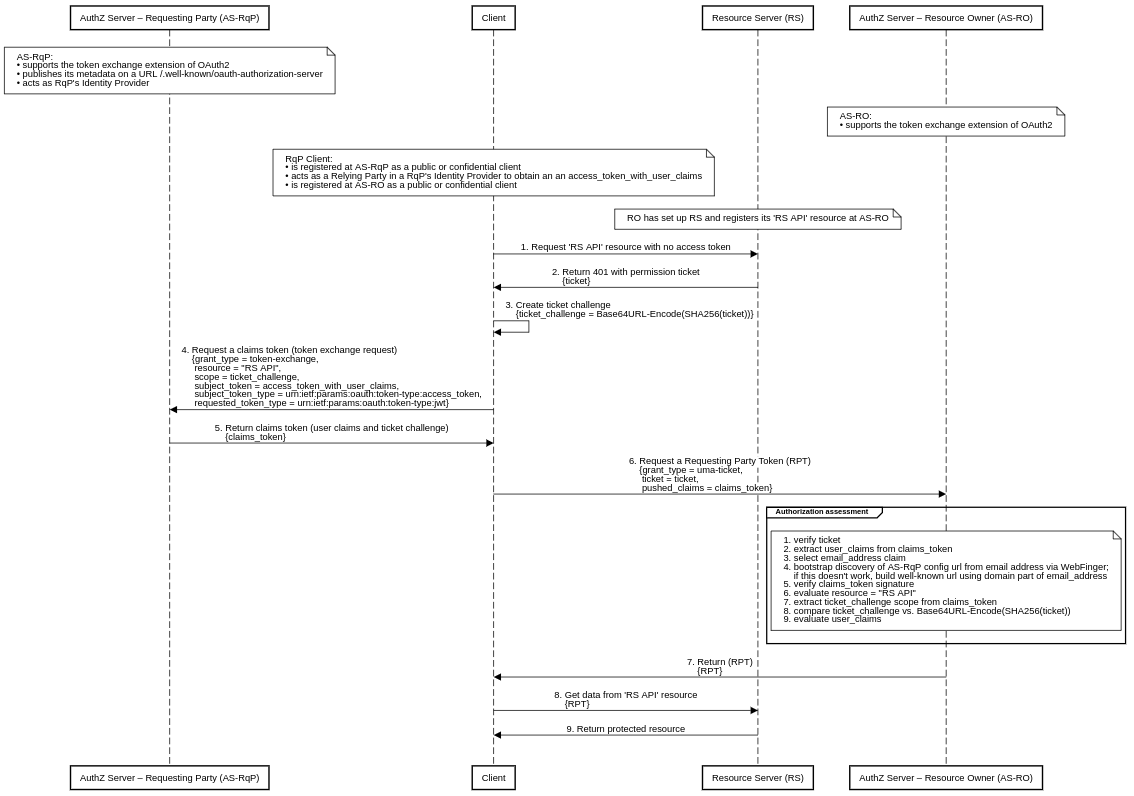 AuthZ Server – Requesting Party (AS-RqP)
Client
Resource Server (RS)
AuthZ Server – Resource Owner (AS-RO)
AS-RqP:
• supports the token exchange extension of OAuth2
• publishes its metadata on a URL /.well-known/oauth-authorization-server
• acts as RqP's Identity Provider
AS-RO:
• supports the token exchange extension of OAuth2
RqP Client:
• is registered at AS-RqP as a public or confidential client
• acts as a Relying Party in a RqP's Identity Provider to obtain an an access_token_with_user_claims
• is registered at AS-RO as a public or confidential client
RO has set up RS and registers its 'RS API' resource at AS-RO
1. Request 'RS API' resource with no access token
2. Return 401 with permission ticket
{ticket}
3. Create ticket challenge
{ticket_challenge = Base64URL-Encode(SHA256(ticket))}
4. Request a claims token (token exchange request)
{grant_type = token-exchange,
resource = "RS API",
scope = ticket_challenge,
subject_token = access_token_with_user_claims,
subject_token_type = urn:ietf:params:oauth:token-type:access_token,
requested_token_type = urn:ietf:params:oauth:token-type:jwt}
5. Return claims token (user claims and ticket challenge)
{claims_token}
6. Request a Requesting Party Token (RPT)
{grant_type = uma-ticket,
ticket = ticket,
pushed_claims = claims_token}
Authorization assessment
1. verify ticket
2. extract user_claims from claims_token
3. select email_address claim
4. bootstrap discovery of AS-RqP config url from email address via WebFinger;
if this doesn't work, build well-known url using domain part of email_address
5. verify claims_token signature
6. evaluate resource = "RS API"
7. extract ticket_challenge scope from claims_token
8. compare ticket_challenge vs. Base64URL-Encode(SHA256(ticket))
9. evaluate user_claims
7. Return (RPT)
{RPT}
8. Get data from 'RS API' resource
{RPT}
9. Return protected resource
AuthZ Server – Requesting Party (AS-RqP)
Client
Resource Server (RS)
AuthZ Server – Resource Owner (AS-RO)